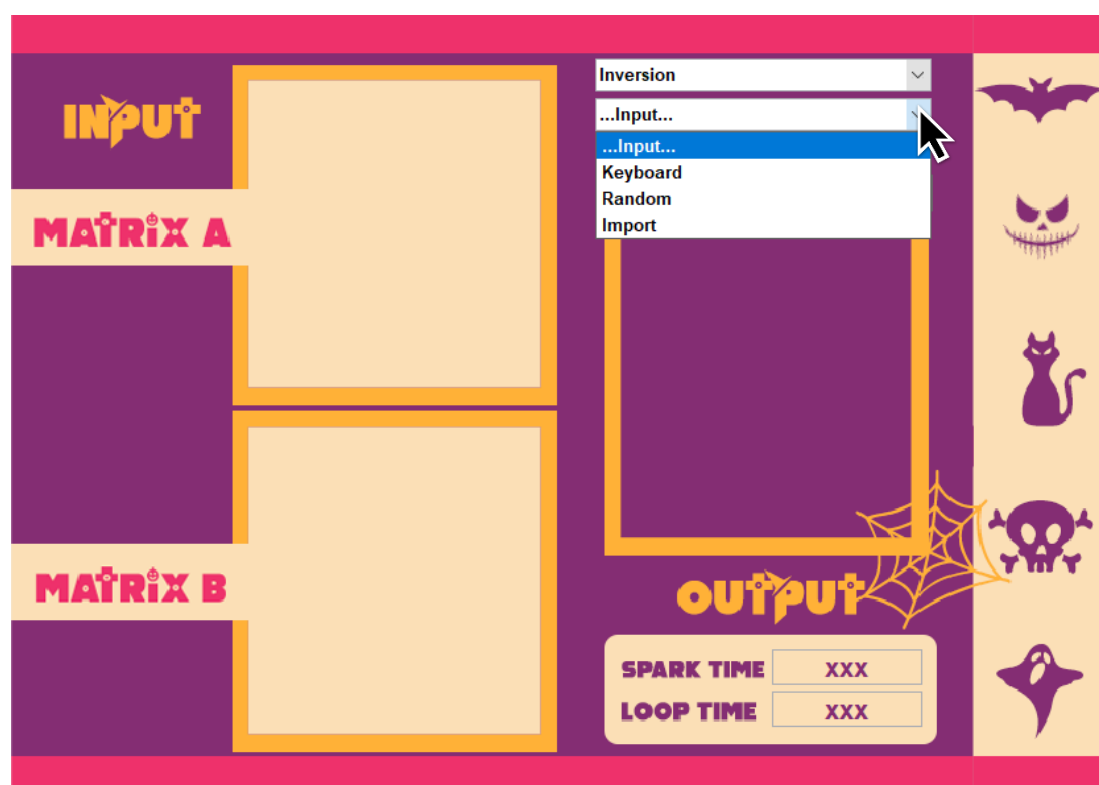 INPUT
MATRIX A
MATRIX B
Inversion
...Input...
...Input...
Keyboard
Random
Import
OUTPUT
SPARK TIME XXX
LOOP TIME XXX